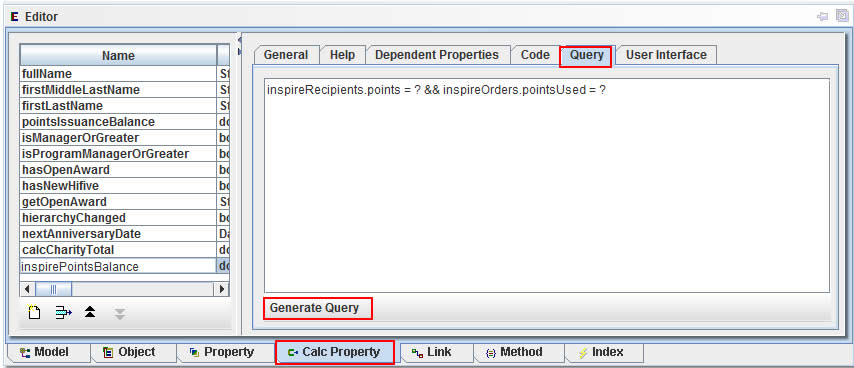 E Editor
Name
fullName St
firstMiddleLastName St
firstLastName St
pointsIssuanceBalance do
isManagerOrGreater bo
isProgramManagerOrGreater bo
hasOpenAward bo
hasNewHifive bo
getOpenAward St
hierarchyChanged bo
nextAnniversaryDate Da
calcCharityTotal do
inspirePointsBalance do
General Help Dependent Properties Code Query User Interface
inspireRecipients.points = ? && inspireOrders.pointsUsed = ?
Generate Query
Model Object Property Calc Property Link Method Index